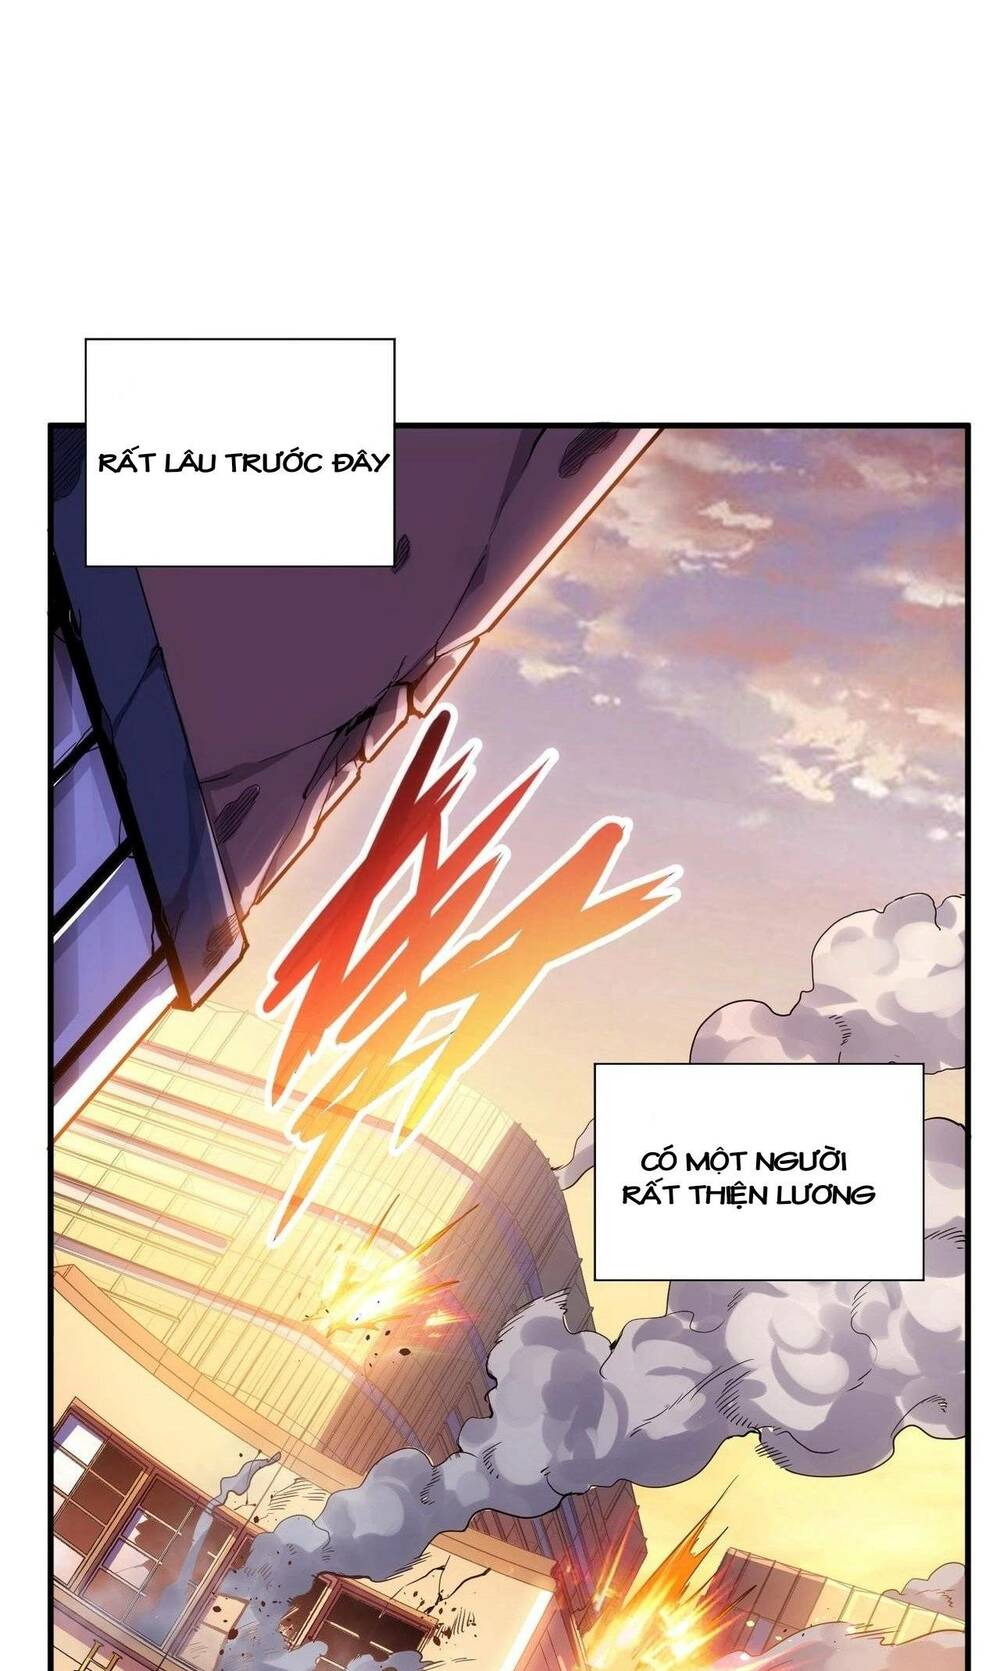 RẤT LÂU TRƯỚC ĐÂY
CÓ MỘT NGƯỜI
RẤT THIỆN LƯƠNG